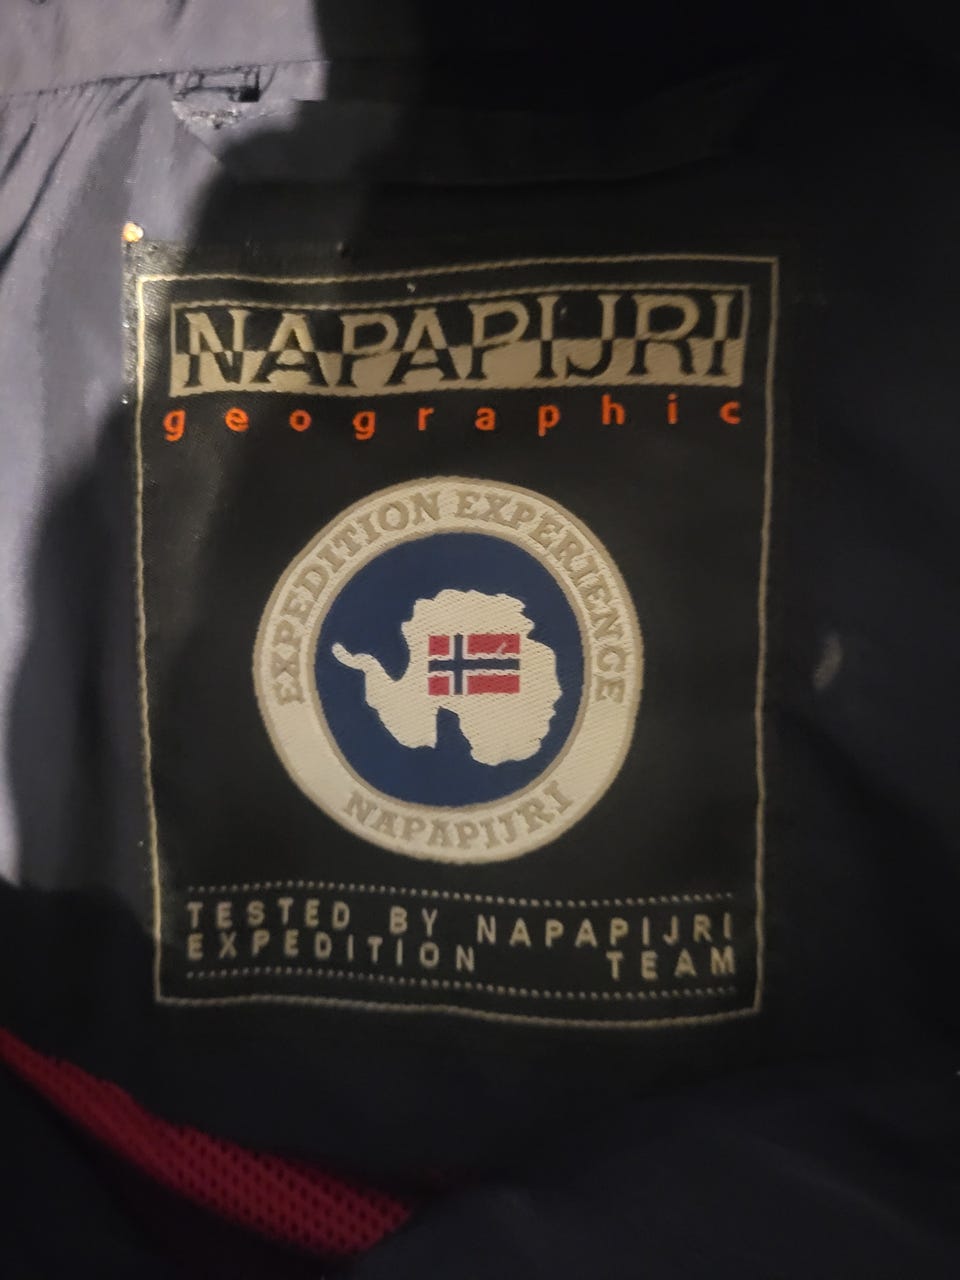 NAPAPIJRI
geographic
EXPEDITION EXPERIENCE
NAPAPIJRI
TESTED BY NAPAPIJRI
EXPEDITION TEAM